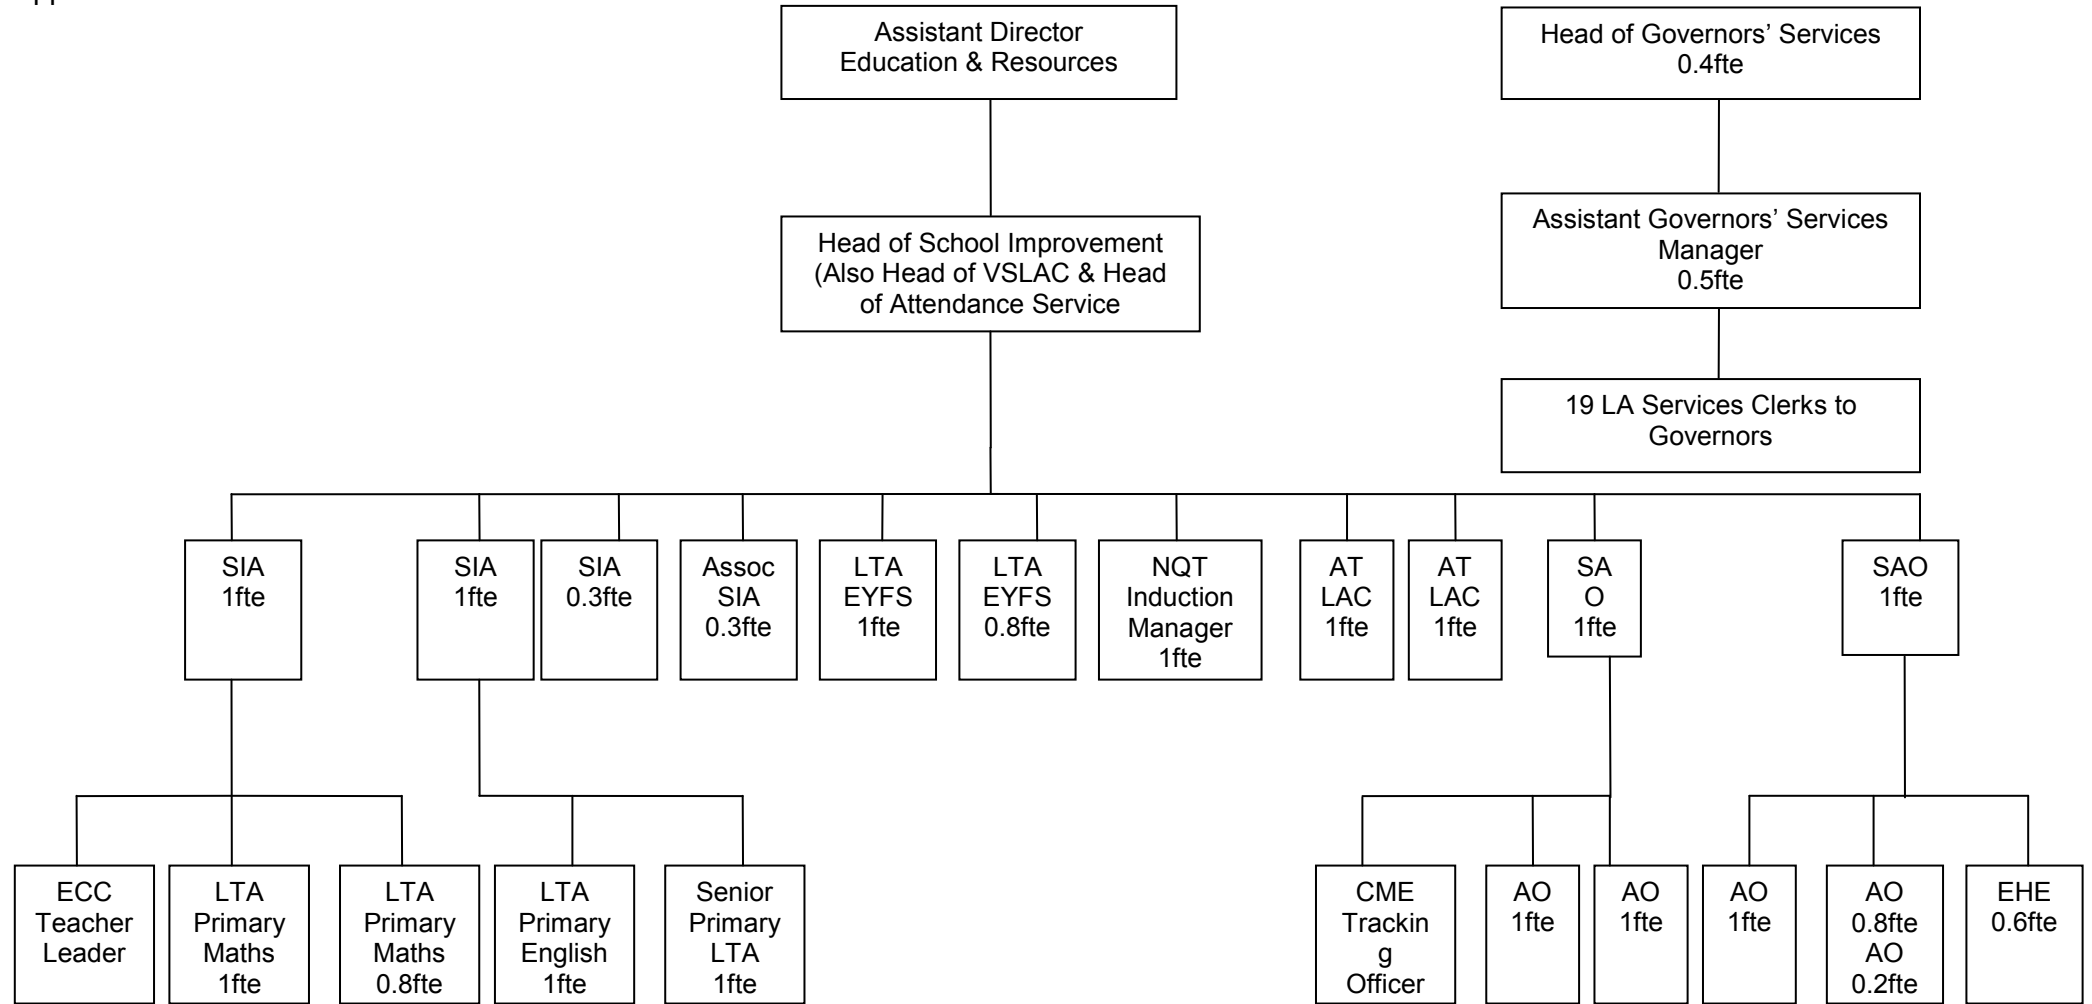 Assistant Director
Education & Resources
Head of Governors’ Services
0.4fte
Head of School Improvement
(Also Head of VSLAC & Head
of Attendance Service
Assistant Governors’ Services
Manager
0.5fte
19 LA Services Clerks to
Governors
SIA
1fte
SIA
1fte
SIA
0.3fte
Assoc
SIA
0.3fte
LTA
EYFS
1fte
LTA
EYFS
0.8fte
NQT
Induction
Manager
1fte
AT
LAC
1fte
AT
LAC
1fte
SA
O
1fte
SAO
1fte
ECC
Teacher
Leader
LTA
Primary
Maths
1fte
LTA
Primary
Maths
0.8fte
LTA
Primary
English
1fte
Senior
Primary
LTA
1fte
CME
Trackin
g
Officer
AO
1fte
AO
1fte
AO
1fte
AO
0.8fte
AO
0.2fte
EHE
0.6fte